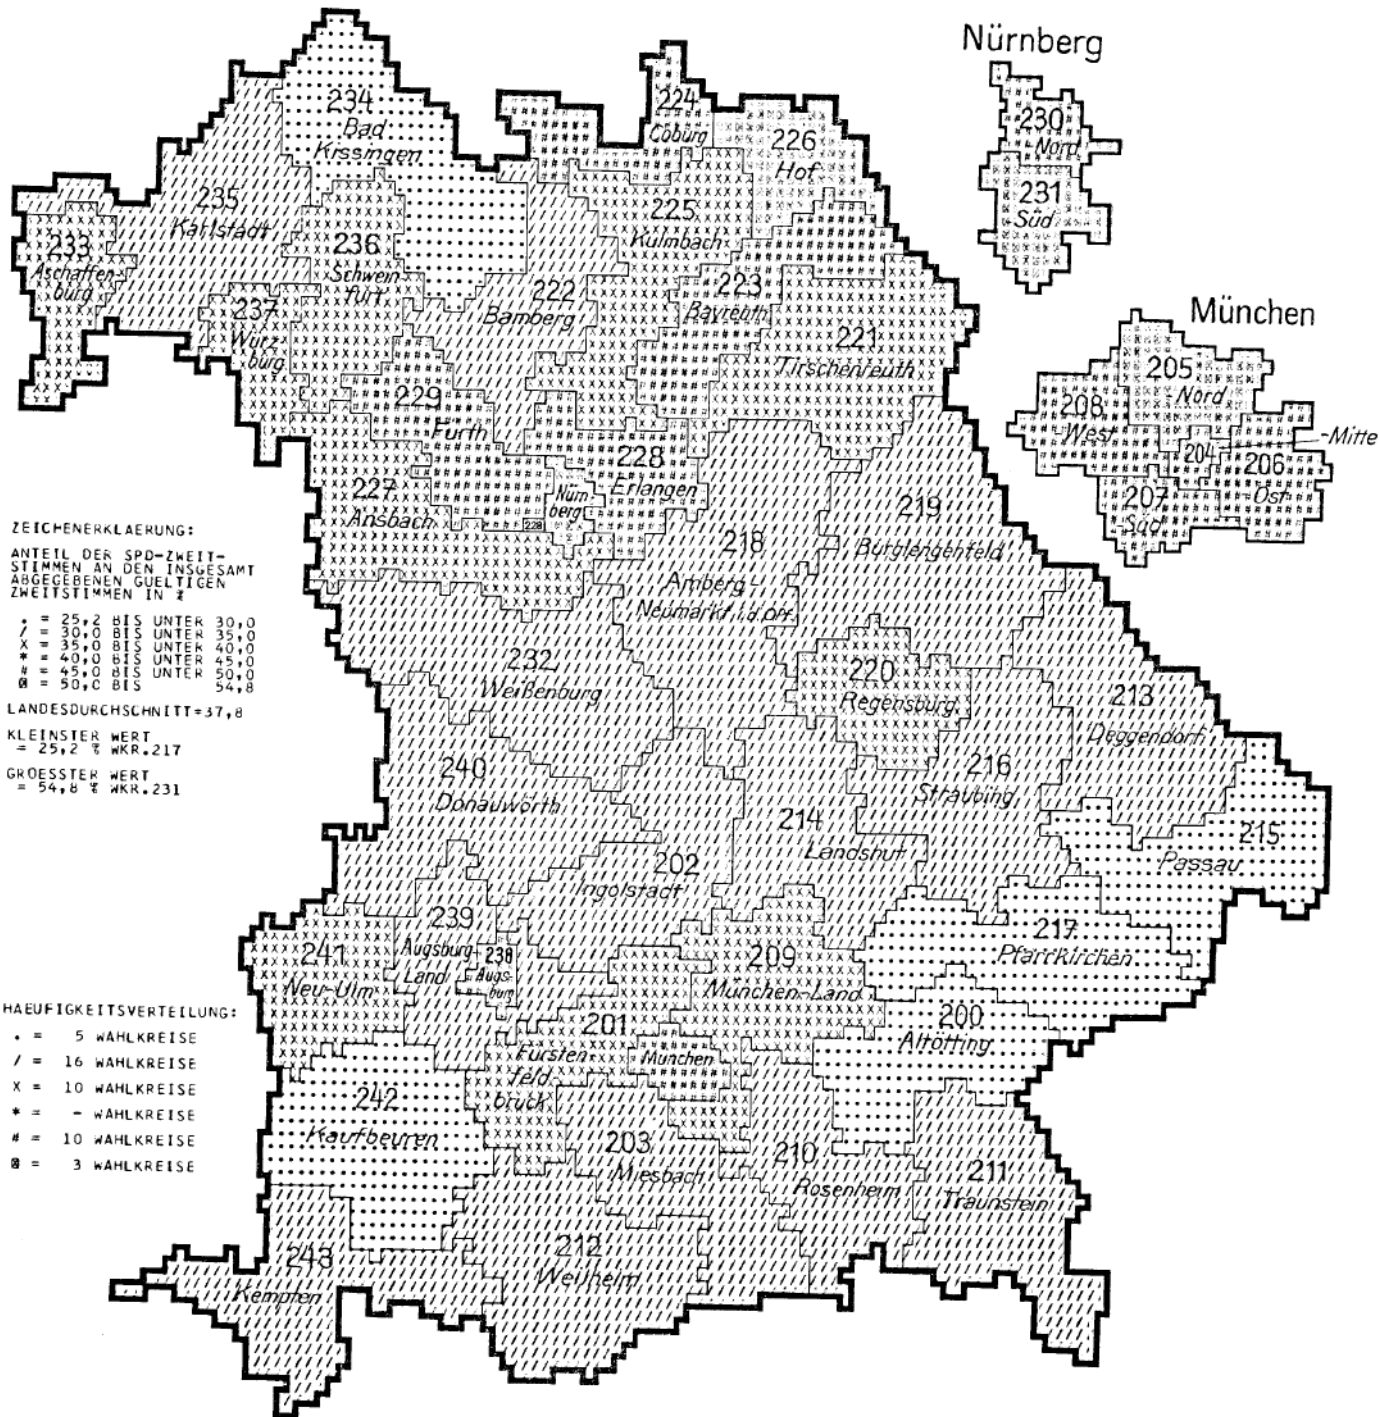 Nürnberg
230
-Nord
231
Süd
München
205
-Nord
208
-West
204
-Mitte
206
-Ost
207
Süd
234
Bad
Kissingen
224
Coburg
226
Hof
235
Karlstadt
233
Aschaffen-
burg
236
Schwein
furt
225
Kulmbach
237
Würz-
burg
222
Bamberg
223
Bayreuth
221
Tirschenreuth
229
Fürth
228
Erlangen
227
Ansbach
Nürn-
berg
228
219
Burglengenfeld
218
Amberg-
Neumarkt i.d.OPf.
232
Weißenburg
220
Regensburg
213
Deggendorf
240
Donauwörth
216
Straubing
214
Landshut
215
Passau
202
Ingolstadt
239
Augsburg-
Land
238
Augs-
burg
217
Pfarrkirchen
241
Neu-Ulm
209
München-Land
201
Fürsten-
feld-
bruck
München
200
Altötting
242
Kaufbeuren
203
Miesbach
210
Rosenheim
211
Traunstein
243
Kempten
212
Weilheim
ZEICHENERKLAERUNG:
ANTEIL DER SPD-ZWEIT-
STIMMEN AN DEN INSGESAMT
ABGEGEBENEN GUELTIGEN
ZWEITSTIMMEN IN %
. = 25,2 BIS UNTER 30,0
/ = 30,0 BIS UNTER 35,0
X = 35,0 BIS UNTER 40,0
* = 40,0 BIS UNTER 45,0
# = 45,0 BIS UNTER 50,0
= 50,0 BIS 54,8
LANDESDURCHSCHNITT=37,8
KLEINSTER WERT
= 25,2 % WKR.217
GROESSTER WERT
= 54,8 % WKR.231
HAEUFIGKEITSVERTEILUNG:
. = 5 WAHLKREISE
/ = 16 WAHLKREISE
X = 10 WAHLKREISE
* = - WAHLKREISE
# = 10 WAHLKREISE
= 3 WAHLKREISE